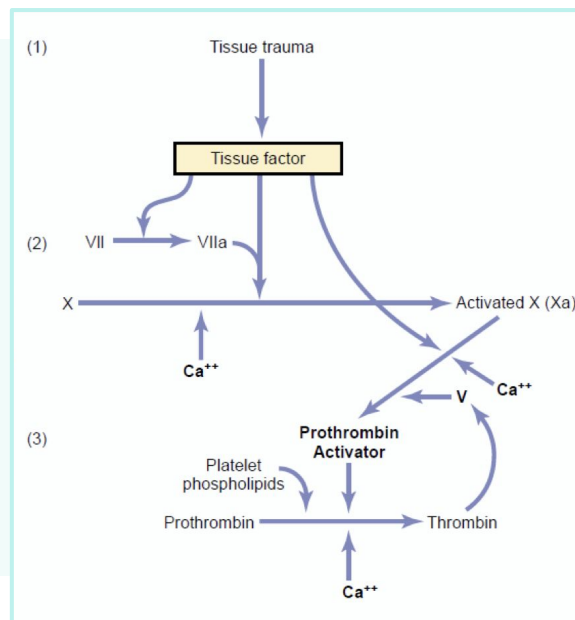 (1)
Tissue trauma
Tissue factor
(2)
VII
VIIa
X
Activated X (Xa)
Ca++
Ca++
V
(3)
Prothrombin
Activator
Platelet
phospholipids
Prothrombin
Thrombin
Ca++